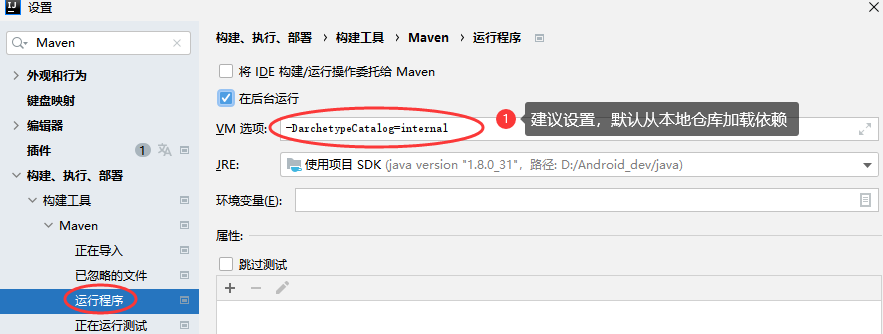 设置
Maven
外观和行为
键盘映射
编辑器
插件 1
构建、执行、部署
构建工具
Maven
正在导入
已忽略的文件
运行程序
正在运行测试
构建、执行、部署 › 构建工具 › Maven › 运行程序
将 IDE 构建/运行操作委托给 Maven
在后台运行
VM 选项: -DarchetypeCatalog=internal
1 建议设置，默认从本地仓库加载依赖
JRE: 使用项目 SDK (java version "1.8.0_31"，路径: D:/Android_dev/java)
环境变量(E):
属性:
跳过测试